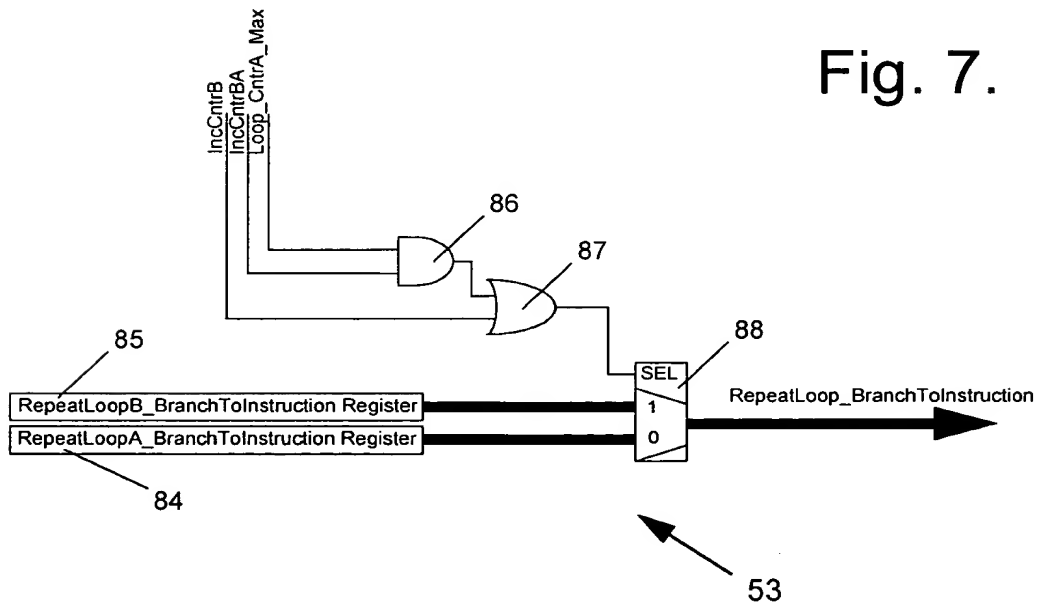 Fig. 7.
IncCntrB
IncCntrBA
Loop_CntrA_Max
86
87
85
88
SEL
RepeatLoop_BranchToInstruction
RepeatLoopB_BranchToInstruction Register
1
RepeatLoopA_BranchToInstruction Register
0
84
53